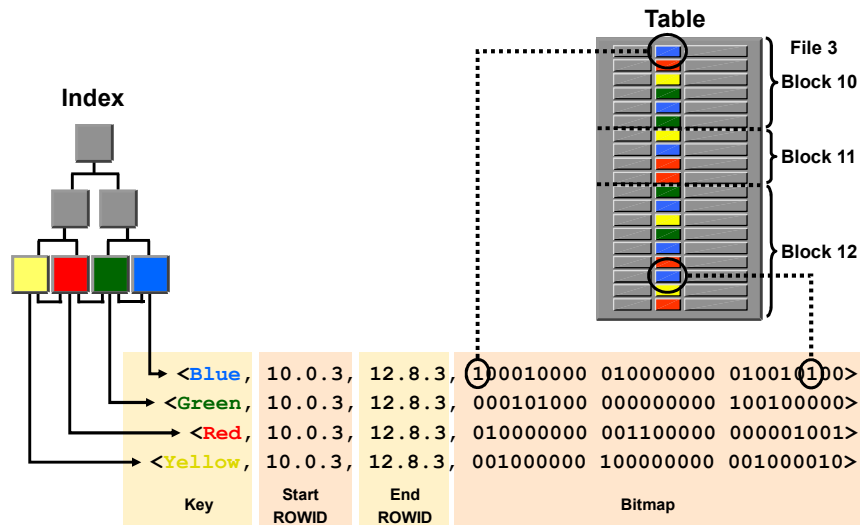 Table
File 3
Block 10
Index
Block 11
Block 12
<Blue, 10.0.3, 12.8.3, 100010000 010000000 010010100>
<Green, 10.0.3, 12.8.3, 000101000 000000000 100100000>
<Red, 10.0.3, 12.8.3, 010000000 001100000 000001001>
<Yellow, 10.0.3, 12.8.3, 001000000 100000000 001000010>
Key
Start
ROWID
End
ROWID
Bitmap